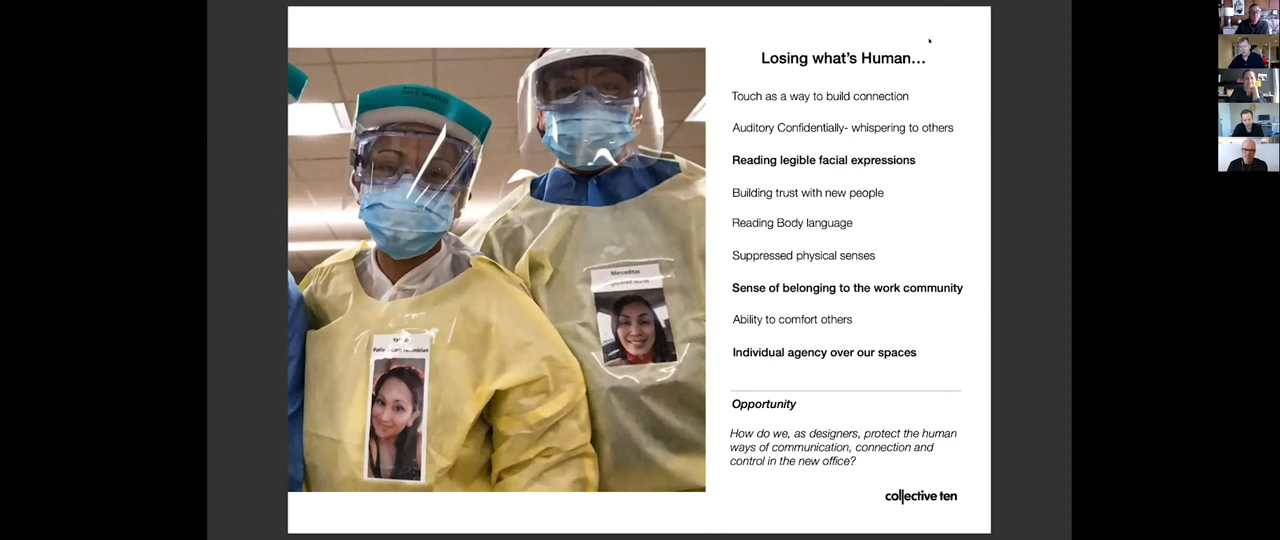 Losing what's Human...
Touch as a way to build connection
Auditory Confidentially- whispering to others
Reading legible facial expressions
Building trust with new people
Reading Body language
Suppressed physical senses
Sense of belonging to the work community
Ability to comfort others
Individual agency over our spaces
Opportunity
How do we, as designers, protect the human
ways of communication, connection and
control in the new office?
collective ten
Merceditas